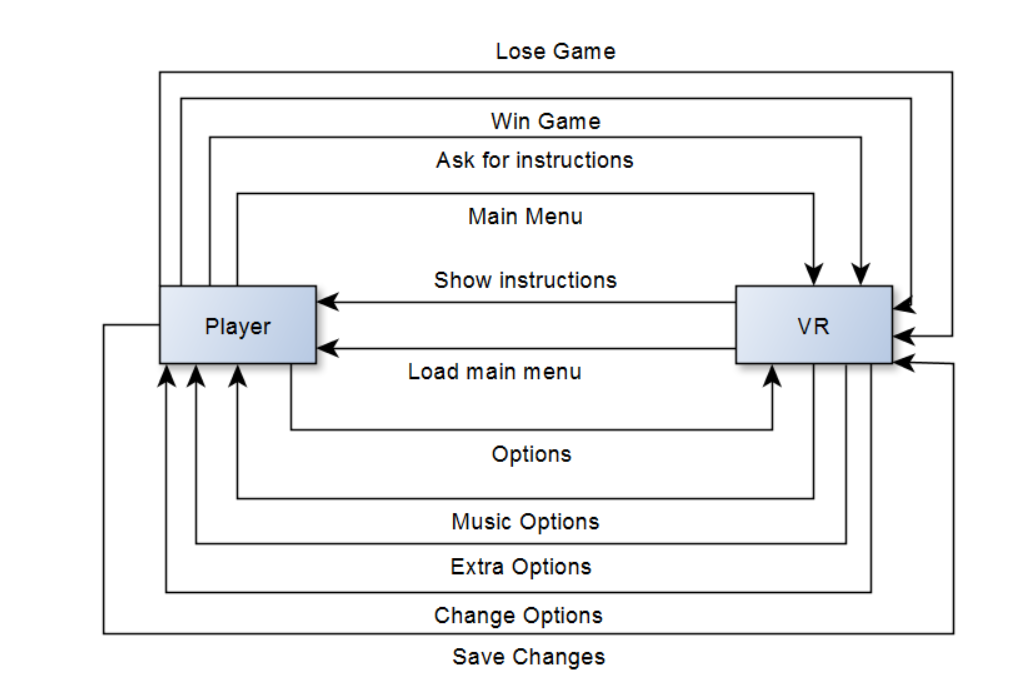 Lose Game
Win Game
Ask for instructions
Main Menu
Show instructions
Player
VR
Load main menu
Options
Music Options
Extra Options
Change Options
Save Changes